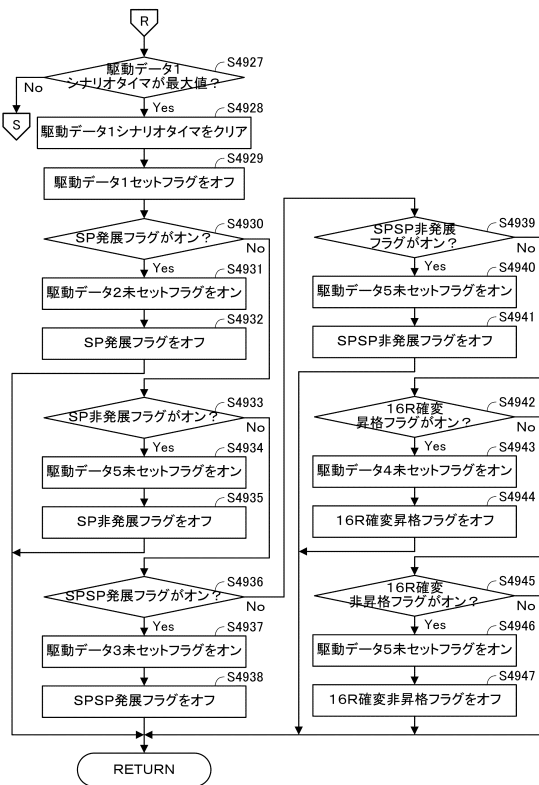 R
S4927
駆動データ1
シナリオタイマが最大値？
No
S
Yes
S4928
駆動データ1シナリオタイマをクリア
S4929
駆動データ1セットフラグをオフ
S4930
SP発展フラグがオン？
No
Yes
S4931
駆動データ2未セットフラグをオン
S4932
SP発展フラグをオフ
S4933
SP非発展フラグがオン？
No
Yes
S4934
駆動データ5未セットフラグをオン
S4935
SP非発展フラグをオフ
S4936
SPSP発展フラグがオン？
No
Yes
S4937
駆動データ3未セットフラグをオン
S4938
SPSP発展フラグをオフ
RETURN
S4939
SPSP非発展
フラグがオン？
No
Yes
S4940
駆動データ5未セットフラグをオン
S4941
SPSP非発展フラグをオフ
S4942
16R確変
昇格フラグがオン？
No
Yes
S4943
駆動データ4未セットフラグをオン
S4944
16R確変昇格フラグをオフ
S4945
16R確変
非昇格フラグがオン？
No
Yes
S4946
駆動データ5未セットフラグをオン
S4947
16R確変非昇格フラグをオフ